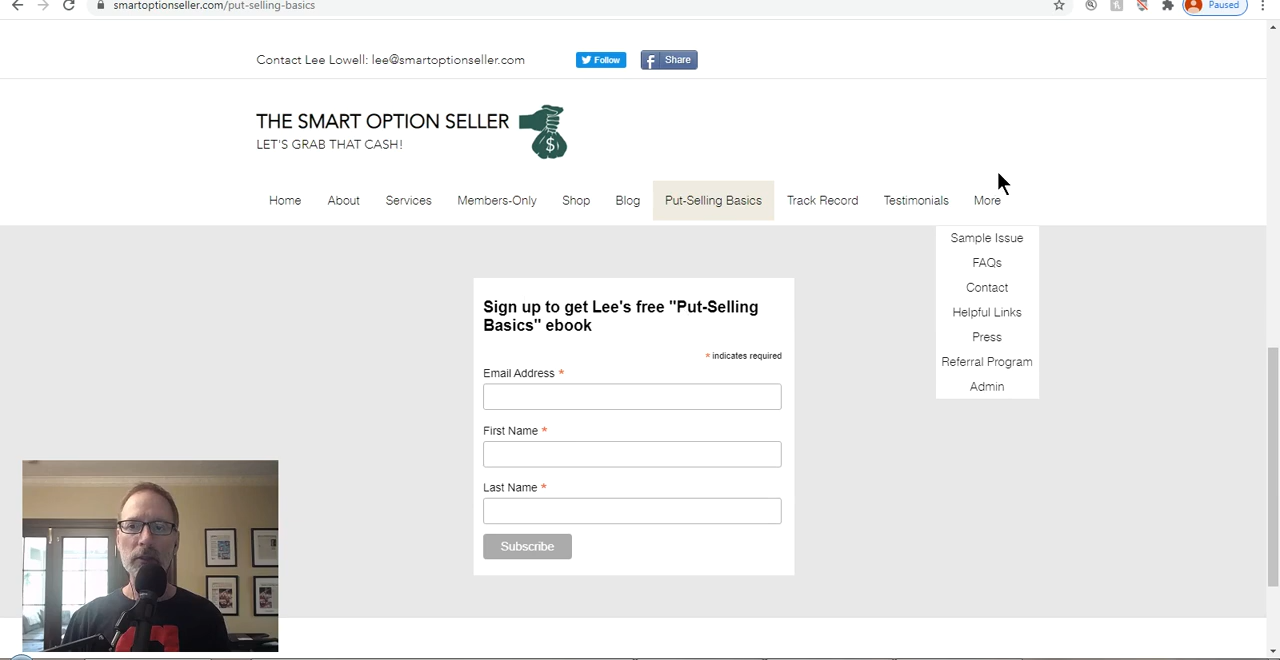 smartoptionseller.com/put-selling-basics
Paused
Contact Lee Lowell: lee@smartoptionseller.com
Follow
f Share
THE SMART OPTION SELLER
LET'S GRAB THAT CASH!
$
Home About Services Members-Only Shop Blog Put-Selling Basics Track Record Testimonials More
Sample Issue
FAQs
Contact
Helpful Links
Press
Referral Program
Admin
Sign up to get Lee's free "Put-Selling
Basics" ebook
* indicates required
Email Address *
First Name *
Last Name *
Subscribe